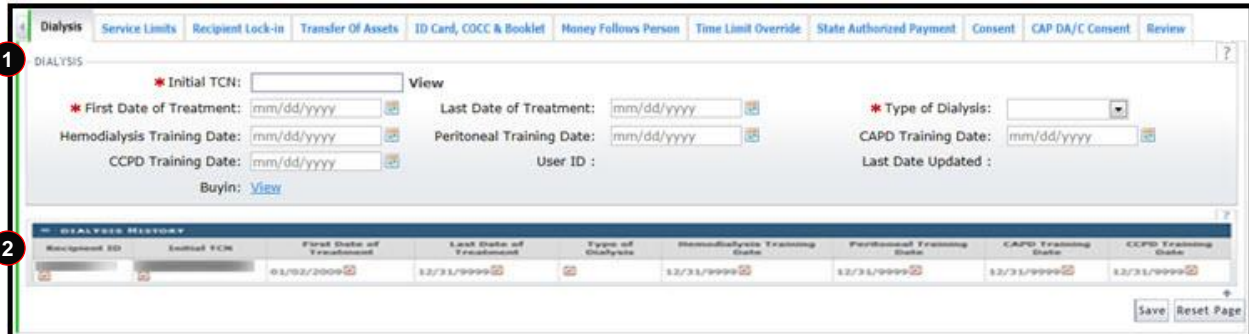 Dialysis Service Limits Recipient Lock-in Transfer Of Assets ID Card, COCC & Booklet Money Follows Person Time Limit Override State Authorized Payment Consent CAP DA/C Consent Review
1
?
DIALYSIS
* Initial TCN: View
* First Date of Treatment: mm/dd/yyyy Last Date of Treatment: mm/dd/yyyy * Type of Dialysis:
Hemodialysis Training Date: mm/dd/yyyy Peritoneal Training Date: mm/dd/yyyy CAPD Training Date: mm/dd/yyyy
CCPD Training Date: mm/dd/yyyy User ID : Last Date Updated :
Buyin: View
?
2
DIALYSIS HISTORY
Recipient ID Initial TCN First Date of Treatment Last Date of Treatment Type of Dialysis Hemodialysis Training Date Peritoneal Training Date CAPD Training Date CCPD Training Date
01/02/2009 12/31/9999 12/31/9999 12/31/9999 12/31/9999 12/31/9999
Save Reset Page